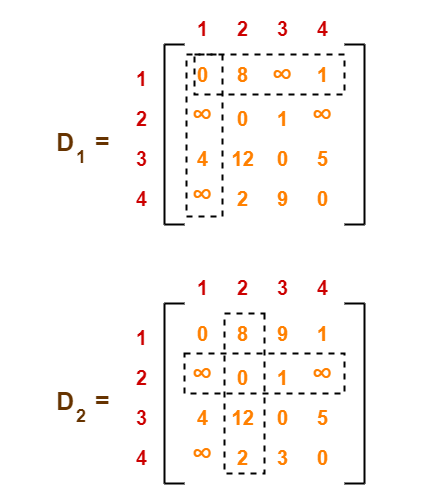 1 2 3 4
1 0 8 ∞ 1
2 ∞ 0 1 ∞
D1 =
3 4 12 0 5
4 ∞ 2 9 0
1 2 3 4
1 0 8 9 1
2 ∞ 0 1 ∞
D2 =
3 4 12 0 5
4 ∞ 2 3 0